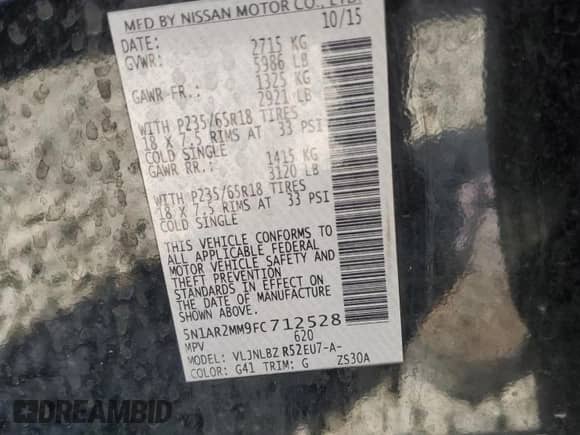 MFD BY NISSAN MOTOR CO., LTD.
DATE: 10/15
GVWR: 2715 KG
5986 LB
GAWR-FR.: 1325 KG
2921 LB
WITH P235/65R18 TIRES
18 X 7.5 RIMS AT 33 PSI
COLD SINGLE
GAWR RR.: 1415 KG
3120 LB
WITH P235/65R18 TIRES
18 X 7.5 RIMS AT 33 PSI
COLD SINGLE
THIS VEHICLE CONFORMS TO
ALL APPLICABLE FEDERAL
MOTOR VEHICLE SAFETY AND
THEFT PREVENTION
STANDARDS IN EFFECT ON
THE DATE OF MANUFACTURE
SHOWN ABOVE.
5N1AR2MM9FC712528
MPV 620
MODEL: VLJNLBZ R52EU7-A-
COLOR: G41 TRIM: G ZS30A
DREAMBID